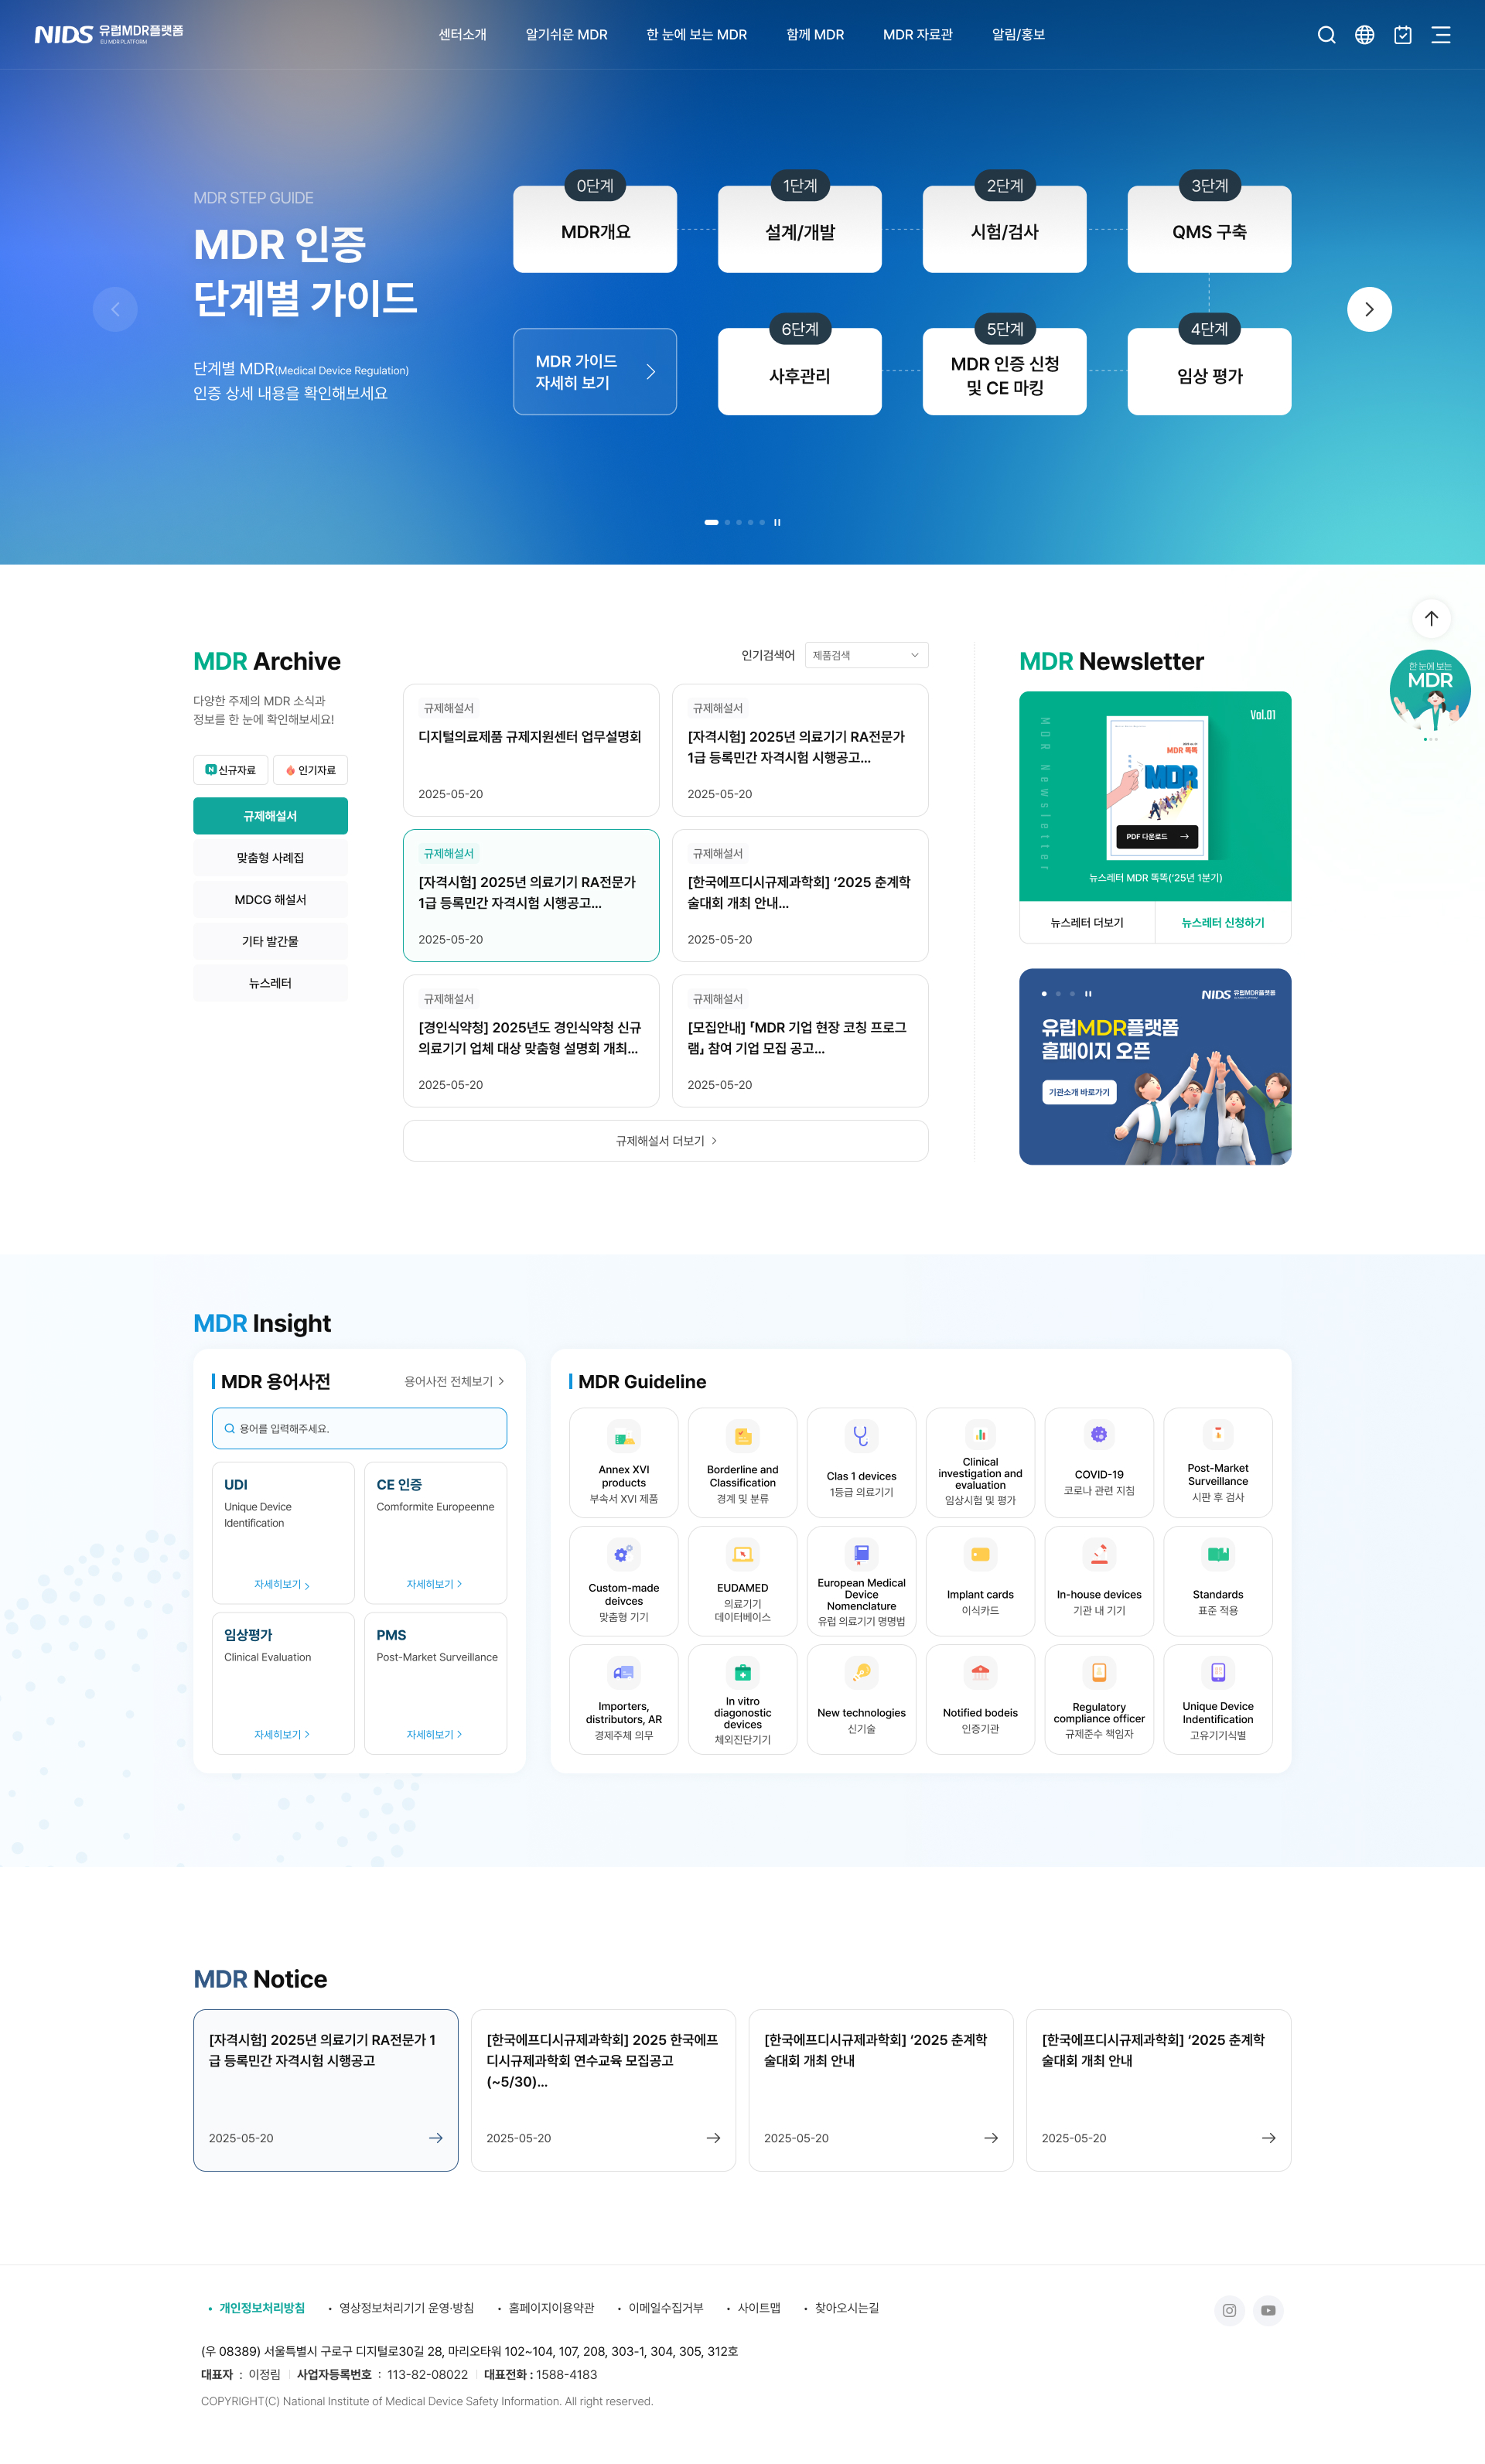 NIDS 유럽MDR플랫폼
EU MDR PLATFORM
센터소개 알기쉬운 MDR 한 눈에 보는 MDR 함께 MDR MDR 자료관 알림/홍보
MDR STEP GUIDE
MDR 인증
단계별 가이드
단계별 MDR(Medical Device Regulation)
인증 상세 내용을 확인해보세요
0단계
MDR개요
1단계
설계/개발
2단계
시험/검사
3단계
QMS 구축
4단계
임상 평가
5단계
MDR 인증 신청
및 CE 마킹
6단계
사후관리
MDR 가이드
자세히 보기
한 눈에 보는
MDR
MDR Archive
다양한 주제의 MDR 소식과
정보를 한 눈에 확인해보세요!
N 신규자료
인기자료
규제해설서
맞춤형 사례집
MDCG 해설서
기타 발간물
뉴스레터
인기검색어 제품검색
규제해설서
디지털의료제품 규제지원센터 업무설명회
2025-05-20
규제해설서
[자격시험] 2025년 의료기기 RA전문가
1급 등록민간 자격시험 시행공고...
2025-05-20
규제해설서
[자격시험] 2025년 의료기기 RA전문가
1급 등록민간 자격시험 시행공고...
2025-05-20
규제해설서
[한국에프디시규제과학회] ‘2025 춘계학
술대회 개최 안내...
2025-05-20
규제해설서
[경인식약청] 2025년도 경인식약청 신규
의료기기 업체 대상 맞춤형 설명회 개최...
2025-05-20
규제해설서
[모집안내] ｢MDR 기업 현장 코칭 프로그
램｣ 참여 기업 모집 공고...
2025-05-20
규제해설서 더보기
MDR Newsletter
Vol.01
MDR Newsletter
MDR 똑똑
MDR
PDF 다운로드
뉴스레터 MDR 똑똑(‘25년 1분기)
뉴스레터 더보기
뉴스레터 신청하기
NIDS 유럽MDR플랫폼
유럽MDR플랫폼
홈페이지 오픈
기관소개 바로가기
MDR Insight
MDR 용어사전
용어사전 전체보기
용어를 입력해주세요.
UDI
Unique Device
Identification
자세히보기
CE 인증
Comformite Europeenne
자세히보기
임상평가
Clinical Evaluation
자세히보기
PMS
Post-Market Surveillance
자세히보기
MDR Guideline
Annex XVI
products
부속서 XVI 제품
Borderline and
Classification
경계 및 분류
Clas 1 devices
1등급 의료기기
Clinical
investigation and
evaluation
임상시험 및 평가
COVID-19
코로나 관련 지침
Post-Market
Surveillance
시판 후 검사
Custom-made
deivces
맞춤형 기기
EUDAMED
의료기기
데이터베이스
European Medical
Device
Nomenclature
유럽 의료기기 명명법
Implant cards
이식카드
In-house devices
기관 내 기기
Standards
표준 적용
Importers,
distributors, AR
경제주체 의무
In vitro
diagonostic
devices
체외진단기기
New technologies
신기술
Notified bodeis
인증기관
Regulatory
compliance officer
규제준수 책임자
Unique Device
Indentification
고유기기식별
MDR Notice
[자격시험] 2025년 의료기기 RA전문가 1
급 등록민간 자격시험 시행공고
2025-05-20
[한국에프디시규제과학회] 2025 한국에프
디시규제과학회 연수교육 모집공고
(~5/30)...
2025-05-20
[한국에프디시규제과학회] ‘2025 춘계학
술대회 개최 안내
2025-05-20
[한국에프디시규제과학회] ‘2025 춘계학
술대회 개최 안내
2025-05-20
• 개인정보처리방침 • 영상정보처리기기 운영·방침 • 홈페이지이용약관 • 이메일수집거부 • 사이트맵 • 찾아오시는길
(우 08389) 서울특별시 구로구 디지털로30길 28, 마리오타워 102~104, 107, 208, 303-1, 304, 305, 312호
대표자 : 이정림 사업자등록번호 : 113-82-08022 대표전화 : 1588-4183
COPYRIGHT(C) National Institute of Medical Device Safety Information. All right reserved.